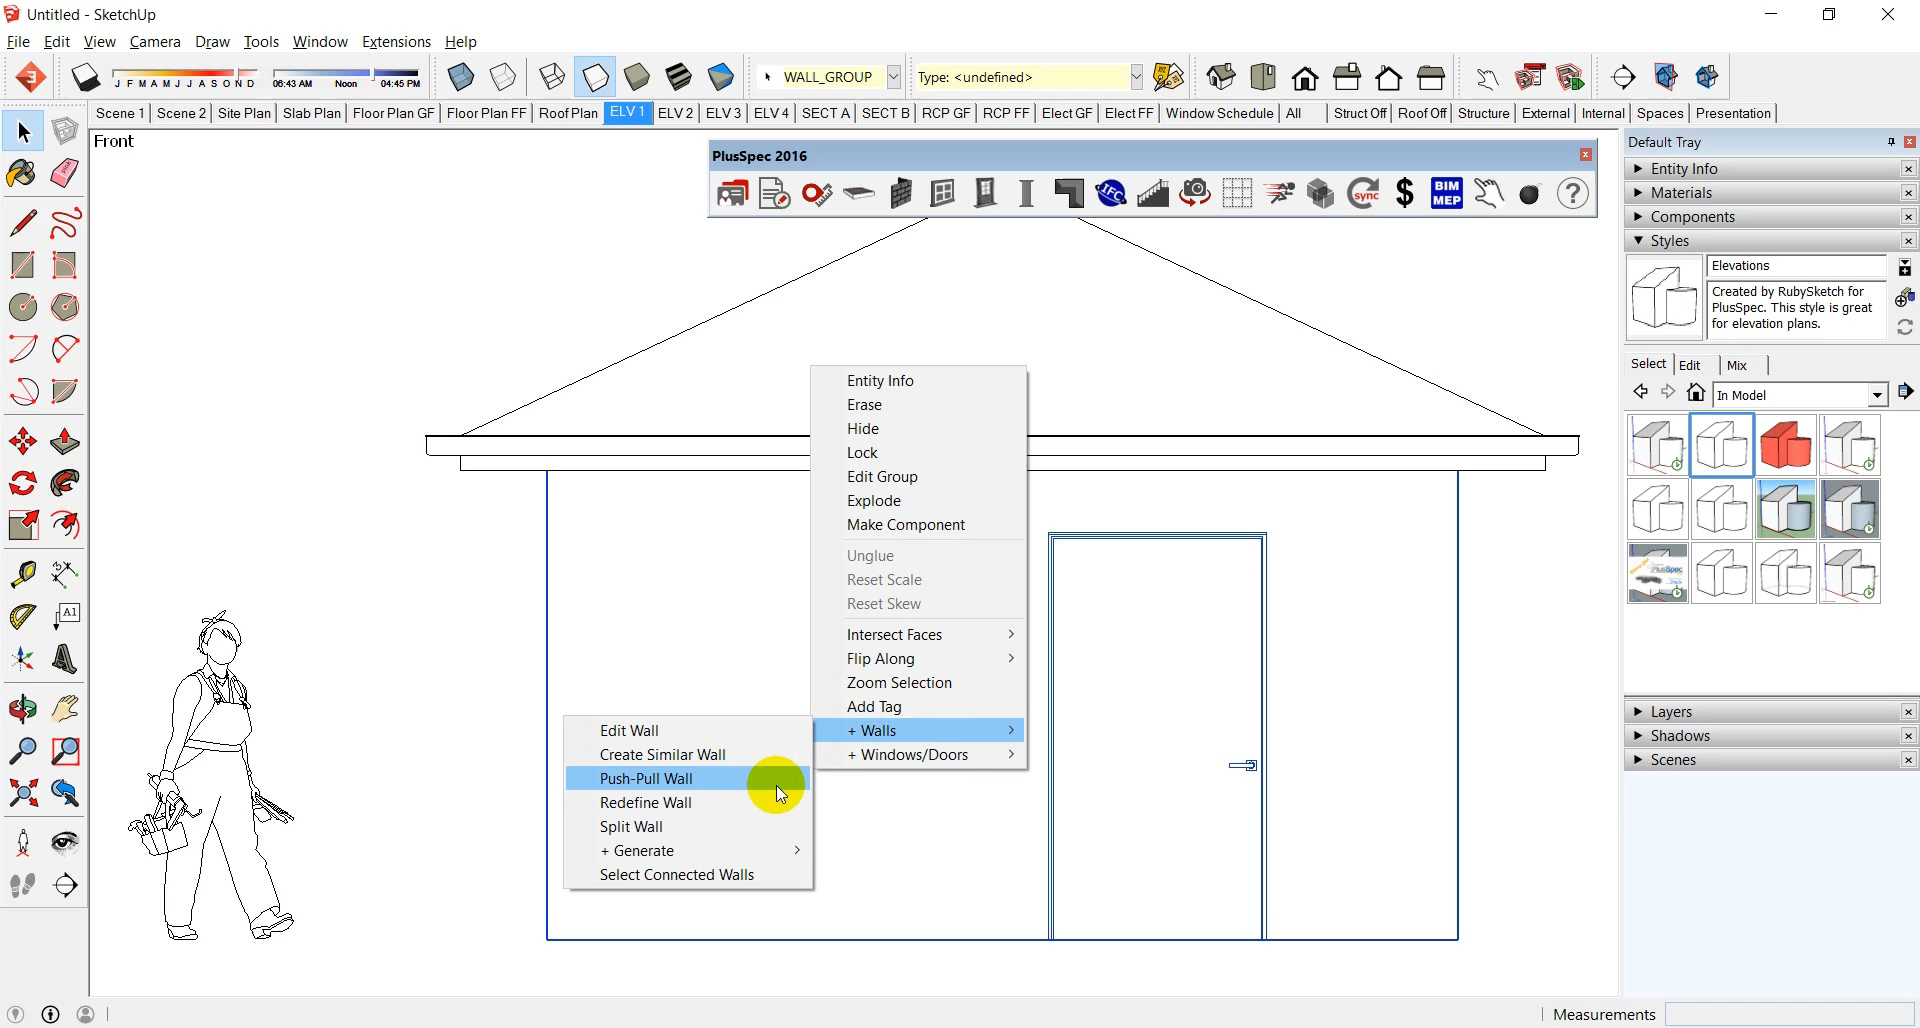 Untitled - SketchUp
File Edit View Camera Draw Tools Window Extensions Help
J F M A M J J A S O N D 06:43 AM Noon 04:45 PM WALL_GROUP Type: <undefined>
Scene 1 Scene 2 Site Plan Slab Plan Floor Plan GF Floor Plan FF Roof Plan ELV 1 ELV 2 ELV 3 ELV 4 SECT A SECT B RCP GF RCP FF Elect GF Elect FF Window Schedule All Struct Off Roof Off Structure External Internal Spaces Presentation
Front
PlusSpec 2016
IFC sync $ BIM MEP ?
Default Tray
Entity Info
Materials
Components
Styles
Elevations
Created by RubySketch for
PlusSpec. This style is great
for elevation plans.
Select Edit Mix
In Model
PlusSpec
Layers
Shadows
Scenes
Entity Info
Erase
Hide
Lock
Edit Group
Explode
Make Component
Unglue
Reset Scale
Reset Skew
Intersect Faces
Flip Along
Zoom Selection
Add Tag
+ Walls
+ Windows/Doors
Edit Wall
Create Similar Wall
Push-Pull Wall
Redefine Wall
Split Wall
+ Generate
Select Connected Walls
A1
Measurements